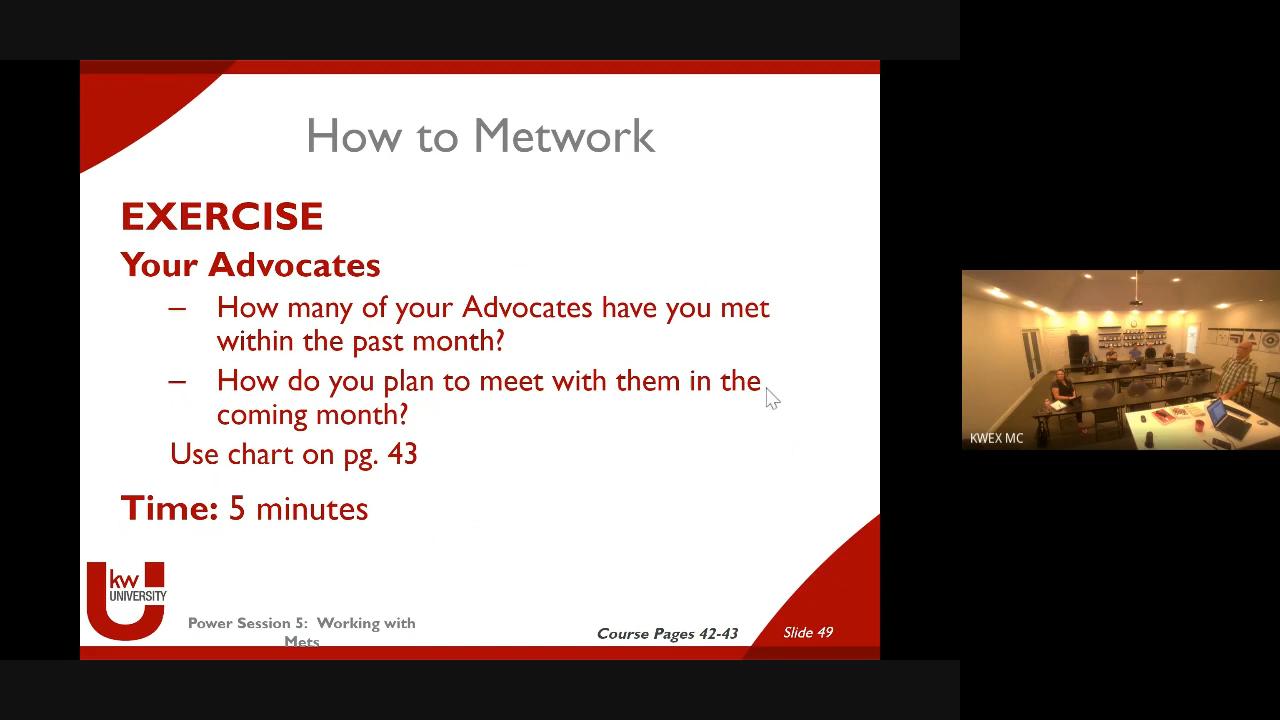 How to Metwork
EXERCISE
Your Advocates
– How many of your Advocates have you met
within the past month?
– How do you plan to meet with them in the
coming month?
Use chart on pg. 43
Time: 5 minutes
kw
UNIVERSITY
Power Session 5: Working with
Mets
Course Pages 42-43
Slide 49
KWEX MC